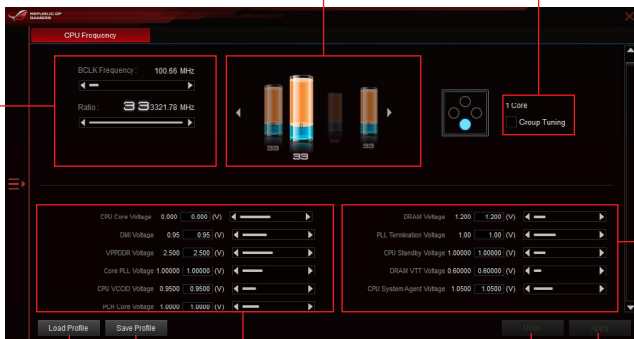 REPUBLIC OF
GAMERS
CPU Frequency
BCLK Frequency : 100.66 MHz
Ratio : 33 3321.78 MHz
33
33
33
1 Core
Group Tuning
CPU Core Voltage 0.000 0.000 (V)
DMI Voltage 0.95 0.95 (V)
VPPDDR Voltage 2.500 2.500 (V)
Core PLL Voltage 1.00000 1.00000 (V)
CPU VCCIO Voltage 0.9500 0.9500 (V)
PCH Core Voltage 1.0000 1.0000 (V)
DRAM Voltage 1.200 1.200 (V)
PLL Termination Voltage 1.00 1.00 (V)
CPU Standby Voltage 1.00000 1.00000 (V)
DRAM VTT Voltage 0.60000 0.60000 (V)
CPU System Agent Voltage 1.0500 1.0500 (V)
Load Profile
Save Profile
Undo
Apply